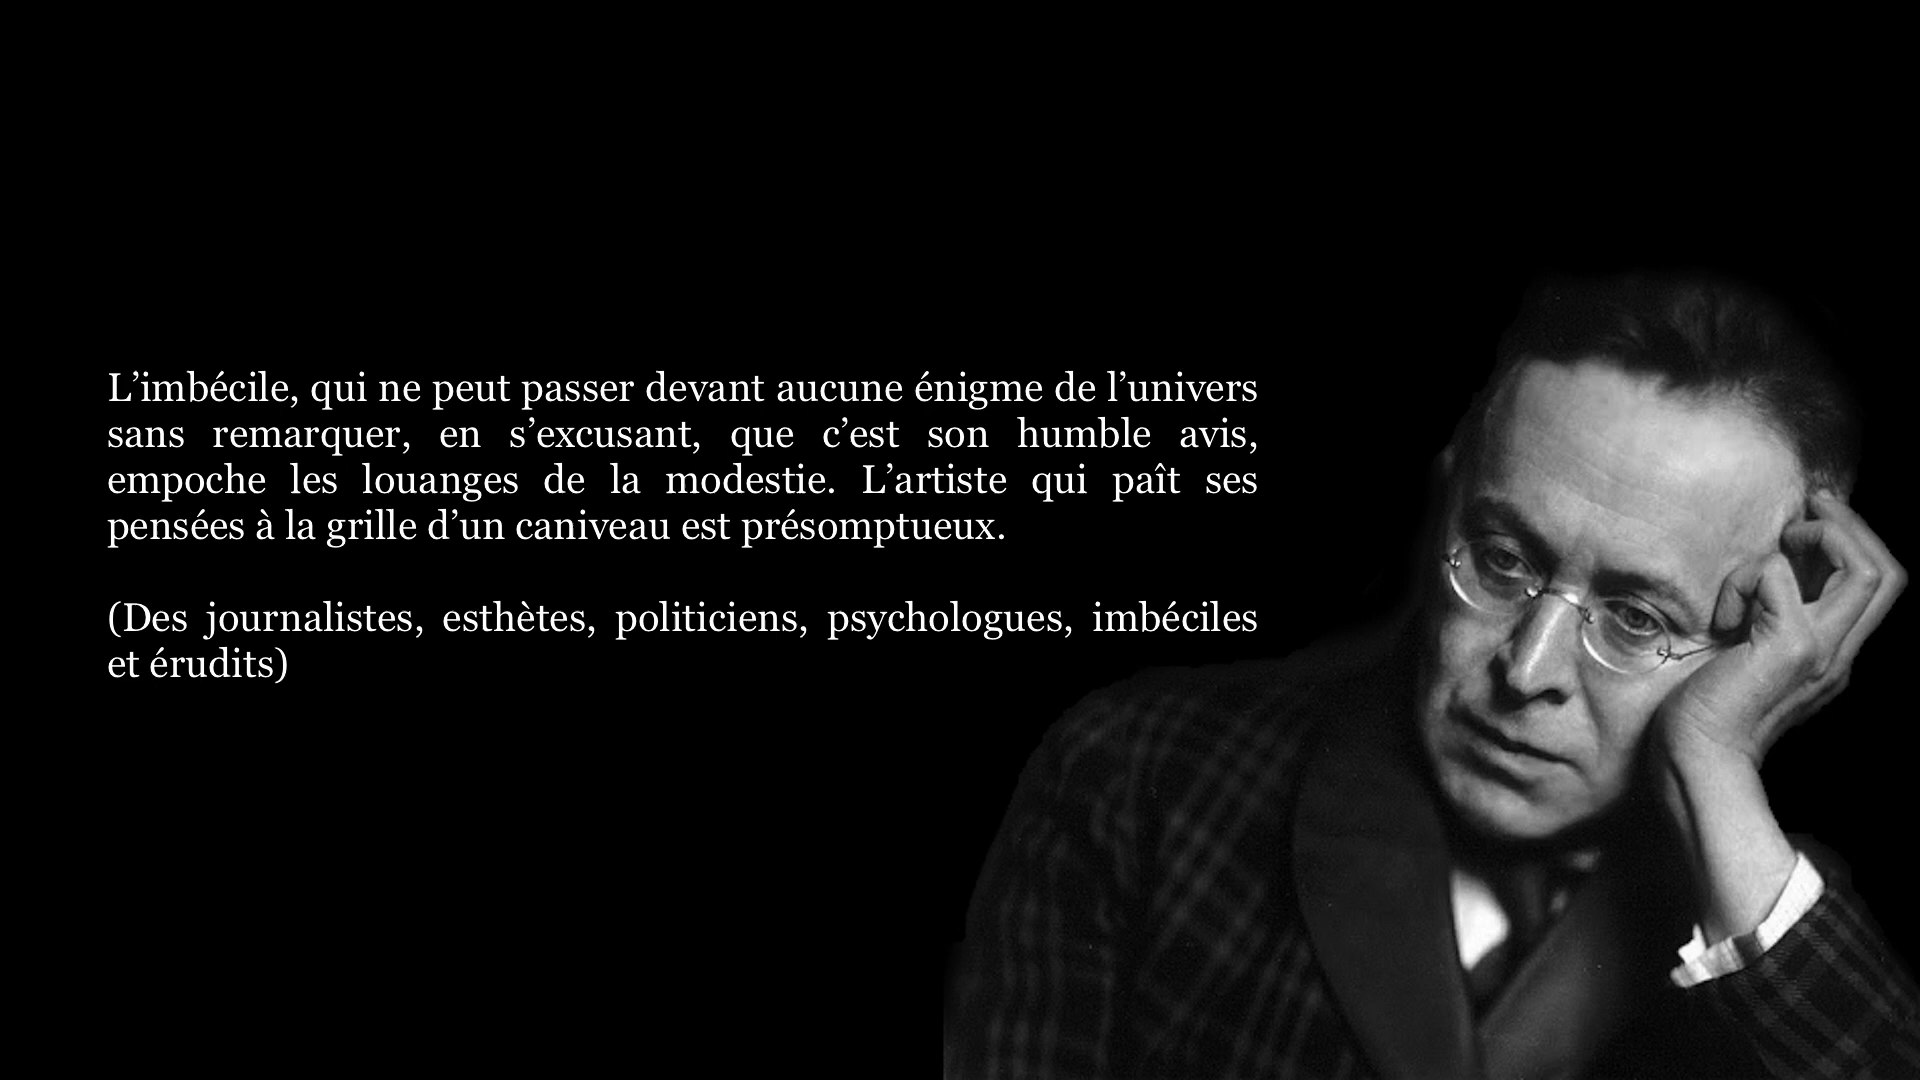 L’imbécile, qui ne peut passer devant aucune énigme de l’univers
sans remarquer, en s’excusant, que c’est son humble avis,
empoche les louanges de la modestie. L’artiste qui paît ses
pensées à la grille d’un caniveau est présomptueux.
(Des journalistes, esthètes, politiciens, psychologues, imbéciles
et érudits)